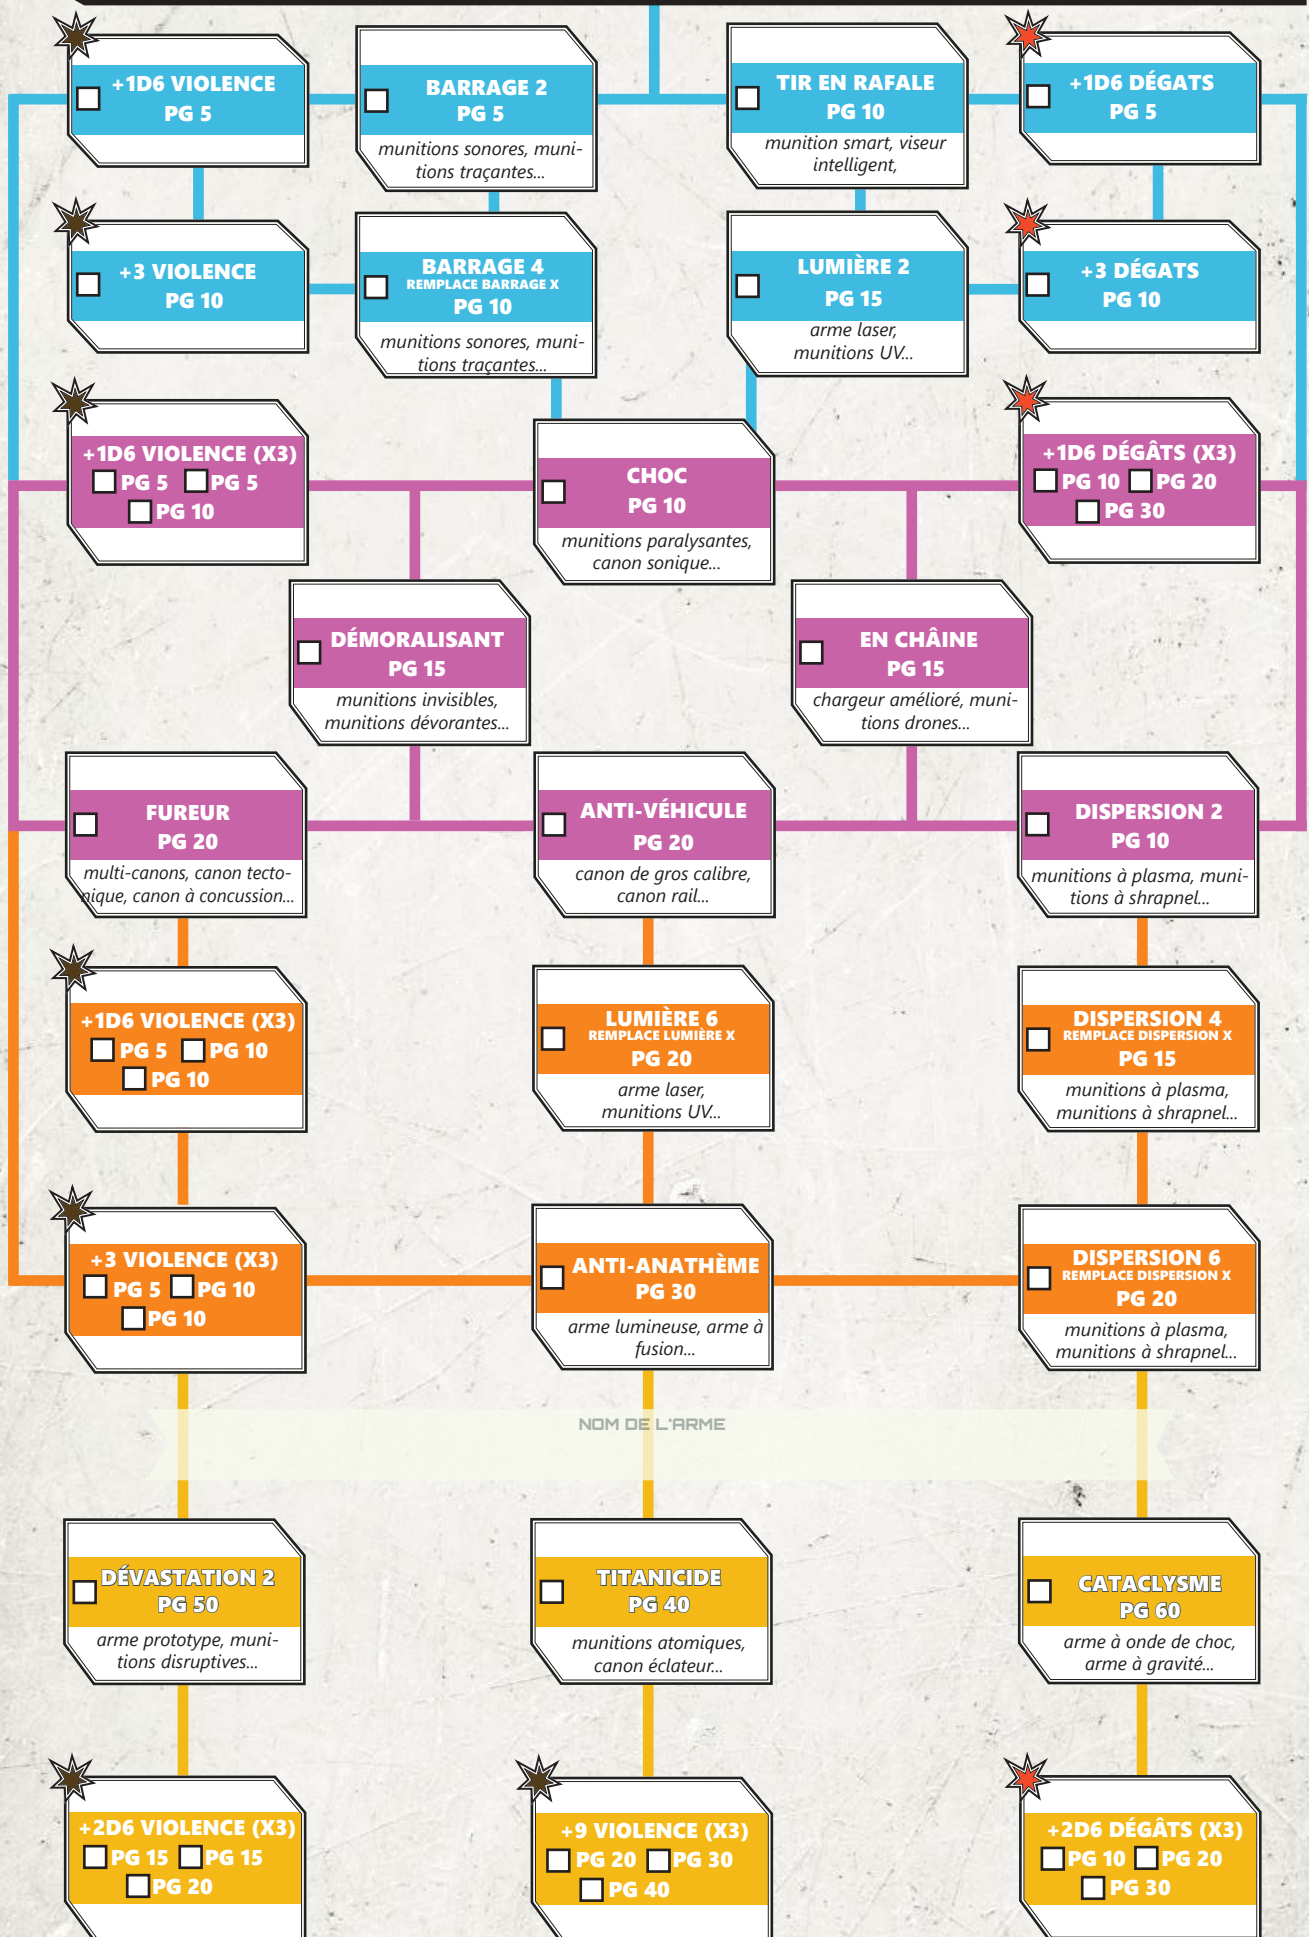 +1D6 VIOLENCE
PG 5
BARRAGE 2
PG 5
munitions sonores, muni-
tions traçantes...
TIR EN RAFALE
PG 10
munition smart, viseur
intelligent,
+1D6 DÉGATS
PG 5
+3 VIOLENCE
PG 10
BARRAGE 4
REMPLACE BARRAGE X
PG 10
munitions sonores, muni-
tions traçantes...
LUMIÈRE 2
PG 15
arme laser,
munitions UV...
+3 DÉGATS
PG 10
+1D6 VIOLENCE (X3)
PG 5 PG 5
PG 10
CHOC
PG 10
munitions paralysantes,
canon sonique...
+1D6 DÉGÂTS (X3)
PG 10 PG 20
PG 30
DÉMORALISANT
PG 15
munitions invisibles,
munitions dévorantes...
EN CHÂINE
PG 15
chargeur amélioré, muni-
tions drones...
FUREUR
PG 20
multi-canons, canon tecto-
nique, canon à concussion...
ANTI-VÉHICULE
PG 20
canon de gros calibre,
canon rail...
DISPERSION 2
PG 10
munitions à plasma, muni-
tions à shrapnel...
+1D6 VIOLENCE (X3)
PG 5 PG 10
PG 10
LUMIÈRE 6
REMPLACE LUMIÈRE X
PG 20
arme laser,
munitions UV...
DISPERSION 4
REMPLACE DISPERSION X
PG 15
munitions à plasma,
munitions à shrapnel...
+3 VIOLENCE (X3)
PG 5 PG 10
PG 10
ANTI-ANATHÈME
PG 30
arme lumineuse, arme à
fusion...
DISPERSION 6
REMPLACE DISPERSION X
PG 20
munitions à plasma,
munitions à shrapnel...
NOM DE L'ARME
DÉVASTATION 2
PG 50
arme prototype, muni-
tions disruptives...
TITANICIDE
PG 40
munitions atomiques,
canon éclateur...
CATACLYSME
PG 60
arme à onde de choc,
arme à gravité...
+2D6 VIOLENCE (X3)
PG 15 PG 15
PG 20
+9 VIOLENCE (X3)
PG 20 PG 30
PG 40
+2D6 DÉGÂTS (X3)
PG 10 PG 20
PG 30